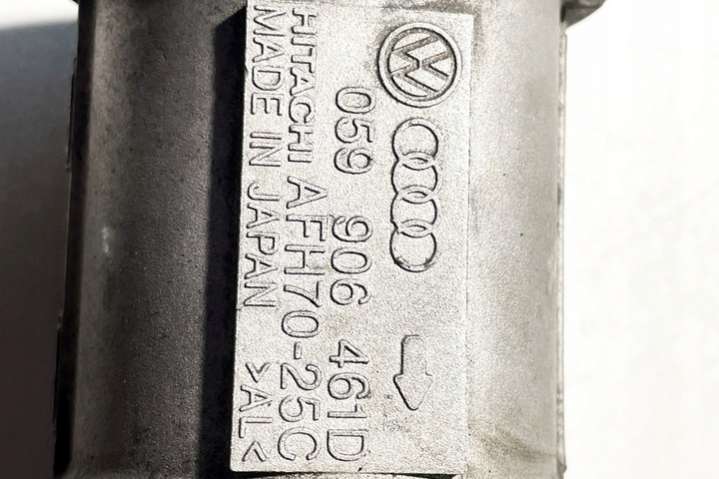 059 906 461D
HITACHI AFH70-25C
MADE IN JAPAN >AL<